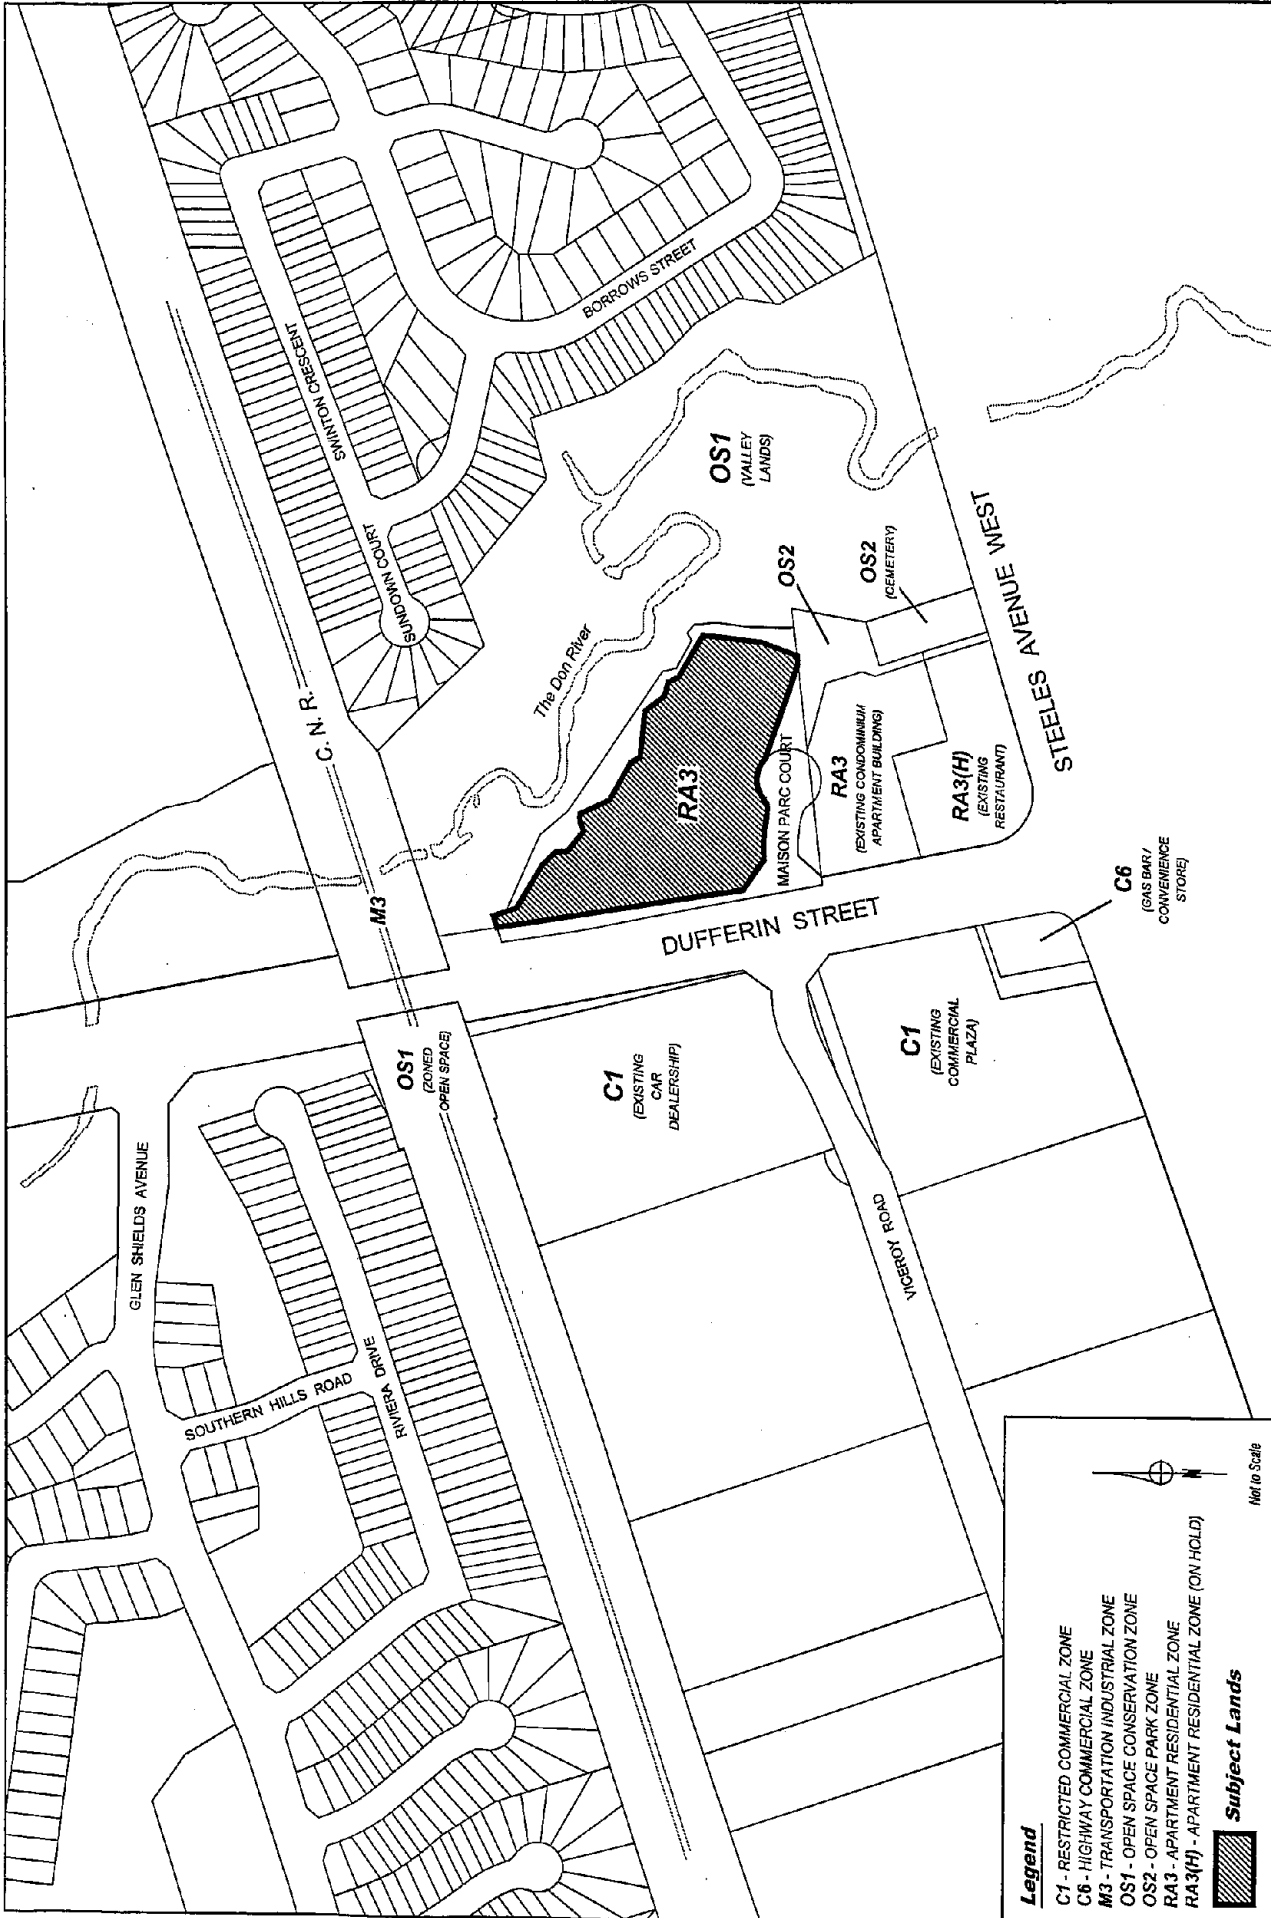 GLEN SHIELDS AVENUE
SOUTHERN HILLS ROAD
RIVIERA DRIVE
OS1
(ZONED
OPEN SPACE)
M3
C. N. R.
SUNDOWN COURT
SWINTON CRESCENT
BORROWS STREET
The Don River
OS1
(VALLEY
LANDS)
C1
(EXISTING
CAR
DEALERSHIP)
DUFFERIN STREET
RA3
MAISON PARC COURT
OS2
OS2
(CEMETERY)
RA3
(EXISTING CONDOMINIUM
APARTMENT BUILDING)
VICEROY ROAD
C1
(EXISTING
COMMERCIAL
PLAZA)
RA3(H)
(EXISTING
RESTAURANT)
STEELES AVENUE WEST
C6
(GAS BAR /
CONVENIENCE
STORE)
Legend
C1 - RESTRICTED COMMERCIAL ZONE
C6 - HIGHWAY COMMERCIAL ZONE
M3 - TRANSPORTATION INDUSTRIAL ZONE
OS1 - OPEN SPACE CONSERVATION ZONE
OS2 - OPEN SPACE PARK ZONE
RA3 - APARTMENT RESIDENTIAL ZONE
RA3(H) - APARTMENT RESIDENTIAL ZONE (ON HOLD)
Subject Lands
N
Not to Scale